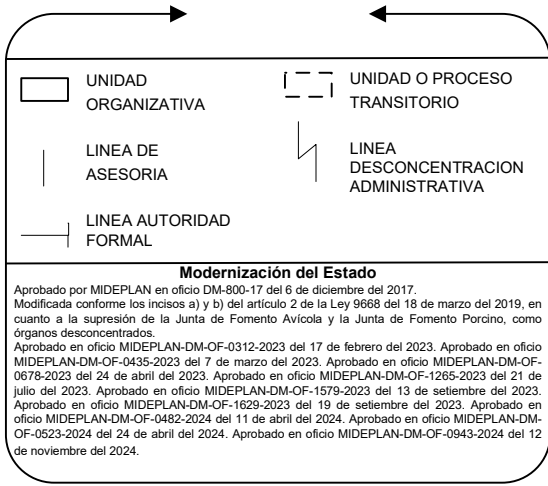 UNIDAD
ORGANIZATIVA
UNIDAD O PROCESO
TRANSITORIO
LINEA DE
ASESORIA
LINEA
DESCONCENTRACION
ADMINISTRATIVA
LINEA AUTORIDAD
FORMAL
Modernización del Estado
Aprobado por MIDEPLAN en oficio DM-800-17 del 6 de diciembre del 2017.
Modificada conforme los incisos a) y b) del artículo 2 de la Ley 9668 del 18 de marzo del 2019, en
cuanto a la supresión de la Junta de Fomento Avícola y la Junta de Fomento Porcino, como
órganos desconcentrados.
Aprobado en oficio MIDEPLAN-DM-OF-0312-2023 del 17 de febrero del 2023. Aprobado en oficio
MIDEPLAN-DM-OF-0435-2023 del 7 de marzo del 2023. Aprobado en oficio MIDEPLAN-DM-OF-
0678-2023 del 24 de abril del 2023. Aprobado en oficio MIDEPLAN-DM-OF-1265-2023 del 21 de
julio del 2023. Aprobado en oficio MIDEPLAN-DM-OF-1579-2023 del 13 de setiembre del 2023.
Aprobado en oficio MIDEPLAN-DM-OF-1629-2023 del 19 de setiembre del 2023. Aprobado en
oficio MIDEPLAN-DM-OF-0482-2024 del 11 de abril del 2024. Aprobado en oficio MIDEPLAN-DM-
OF-0523-2024 del 24 de abril del 2024. Aprobado en oficio MIDEPLAN-DM-OF-0943-2024 del 12
de noviembre del 2024.